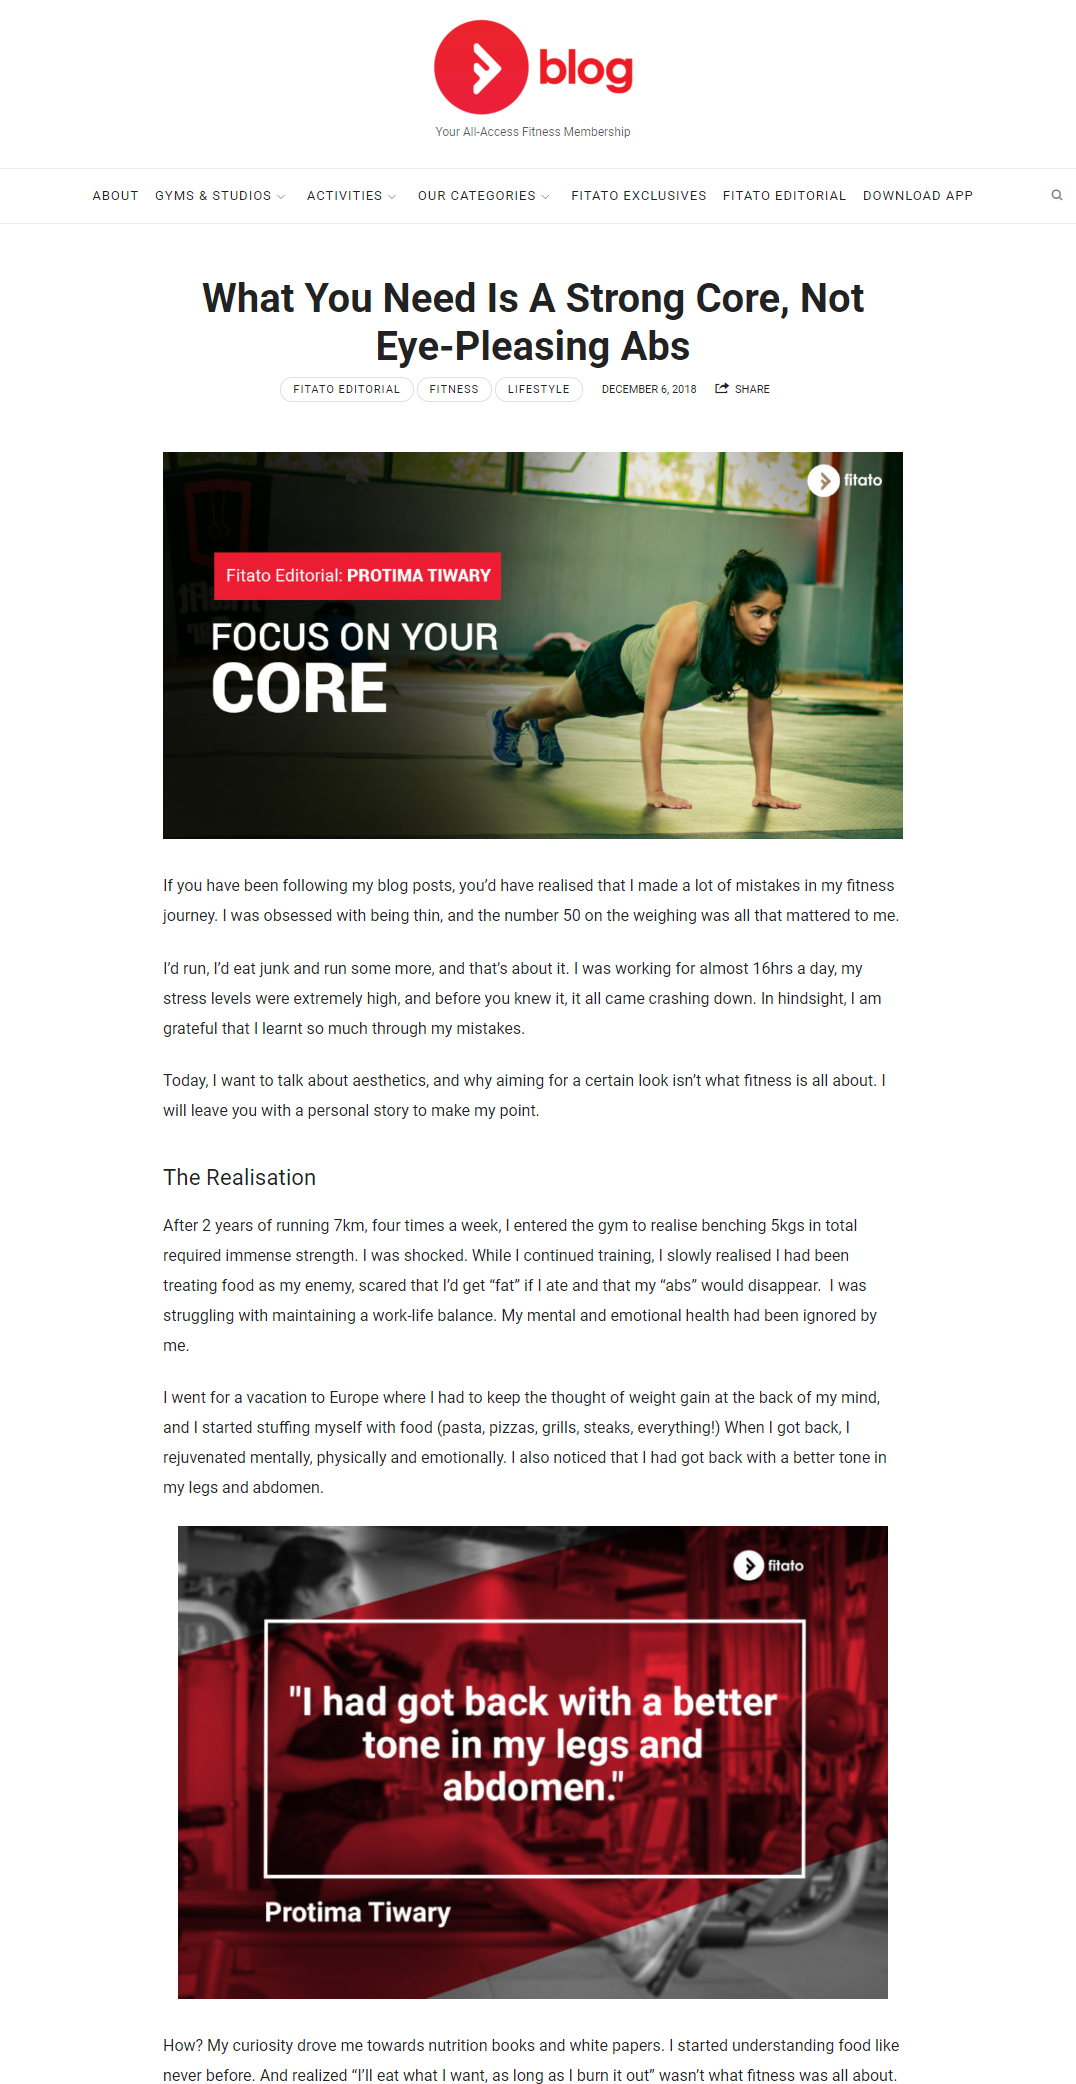 blog
Your All-Access Fitness Membership
ABOUT GYMS & STUDIOS ACTIVITIES OUR CATEGORIES FITATO EXCLUSIVES FITATO EDITORIAL DOWNLOAD APP
What You Need Is A Strong Core, Not
Eye-Pleasing Abs
FITATO EDITORIAL FITNESS LIFESTYLE DECEMBER 6, 2018 SHARE
fitato
Fitato Editorial: PROTIMA TIWARY
FOCUS ON YOUR
CORE
If you have been following my blog posts, you’d have realised that I made a lot of mistakes in my fitness
journey. I was obsessed with being thin, and the number 50 on the weighing was all that mattered to me.
I’d run, I’d eat junk and run some more, and that’s about it. I was working for almost 16hrs a day, my
stress levels were extremely high, and before you knew it, it all came crashing down. In hindsight, I am
grateful that I learnt so much through my mistakes.
Today, I want to talk about aesthetics, and why aiming for a certain look isn’t what fitness is all about. I
will leave you with a personal story to make my point.
The Realisation
After 2 years of running 7km, four times a week, I entered the gym to realise benching 5kgs in total
required immense strength. I was shocked. While I continued training, I slowly realised I had been
treating food as my enemy, scared that I’d get “fat” if I ate and that my “abs” would disappear.  I was
struggling with maintaining a work-life balance. My mental and emotional health had been ignored by
me.
I went for a vacation to Europe where I had to keep the thought of weight gain at the back of my mind,
and I started stuffing myself with food (pasta, pizzas, grills, steaks, everything!) When I got back, I
rejuvenated mentally, physically and emotionally. I also noticed that I had got back with a better tone in
my legs and abdomen.
fitato
"I had got back with a better
tone in my legs and
abdomen."
Protima Tiwary
How? My curiosity drove me towards nutrition books and white papers. I started understanding food like
never before. And realized “I’ll eat what I want, as long as I burn it out” wasn’t what fitness was all about.